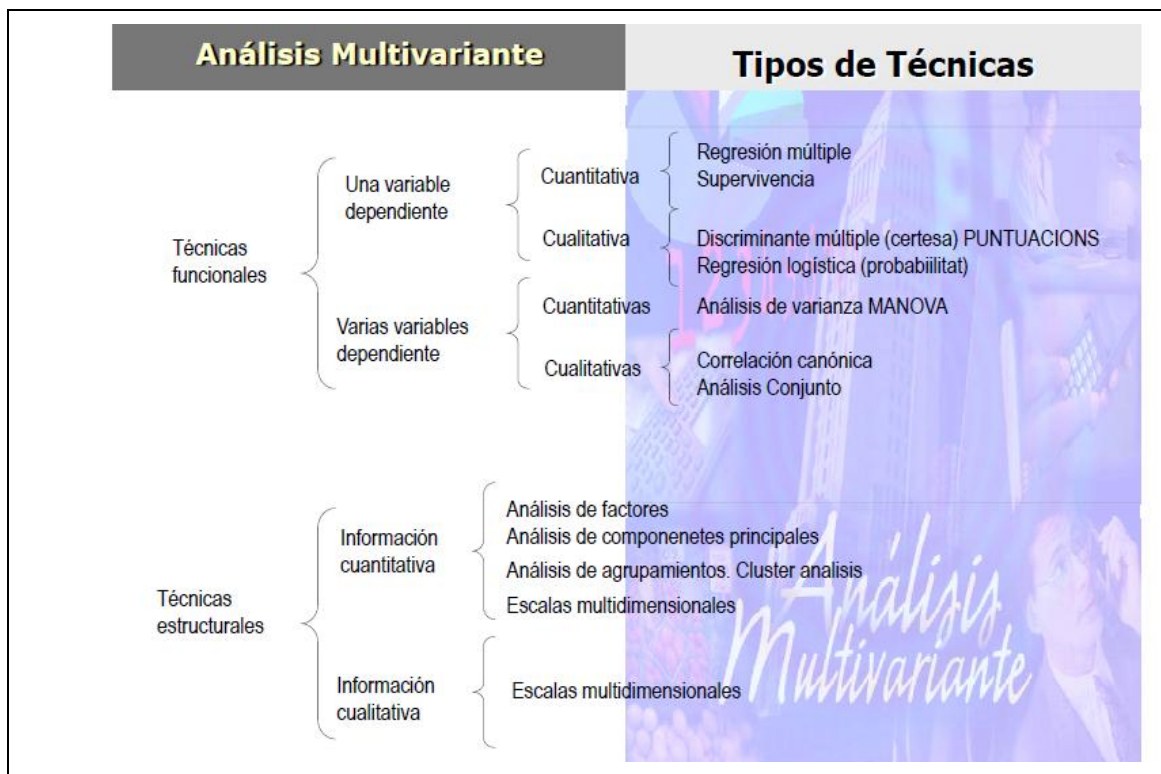 Análisis Multivariante
Tipos de Técnicas
Técnicas
funcionales
Una variable
dependiente
Cuantitativa
Regresión múltiple
Supervivencia
Cualitativa
Discriminante múltiple (certesa) PUNTUACIONS
Regresión logística (probabiilitat)
Varias variables
dependiente
Cuantitativas
Análisis de varianza MANOVA
Cualitativas
Correlación canónica
Análisis Conjunto
Técnicas
estructurales
Información
cuantitativa
Análisis de factores
Análisis de componenetes principales
Análisis de agrupamientos. Cluster analisis
Escalas multidimensionales
Información
cualitativa
Escalas multidimensionales
Análisis
Multivariante